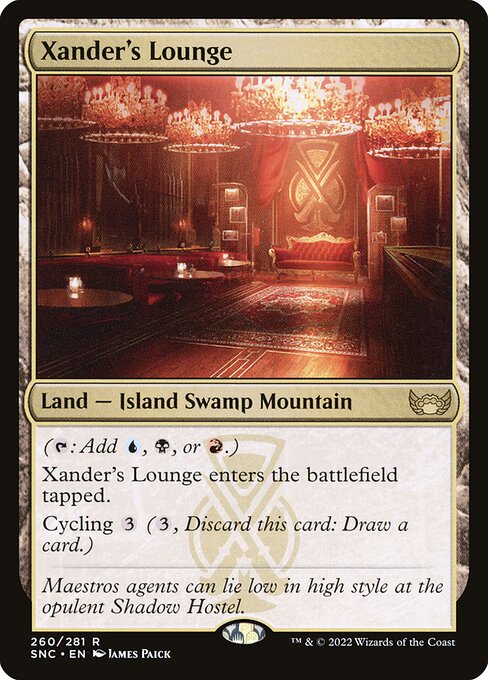 Xander's Lounge
Land — Island Swamp Mountain
(: Add , , or .)
Xander's Lounge enters the battlefield
tapped.
Cycling 3 (3, Discard this card: Draw a
card.)
Maestros agents can lie low in high style at the
opulent Shadow Hostel.
260/281 R
SNC • EN James Paick
™ & © 2022 Wizards of the Coast